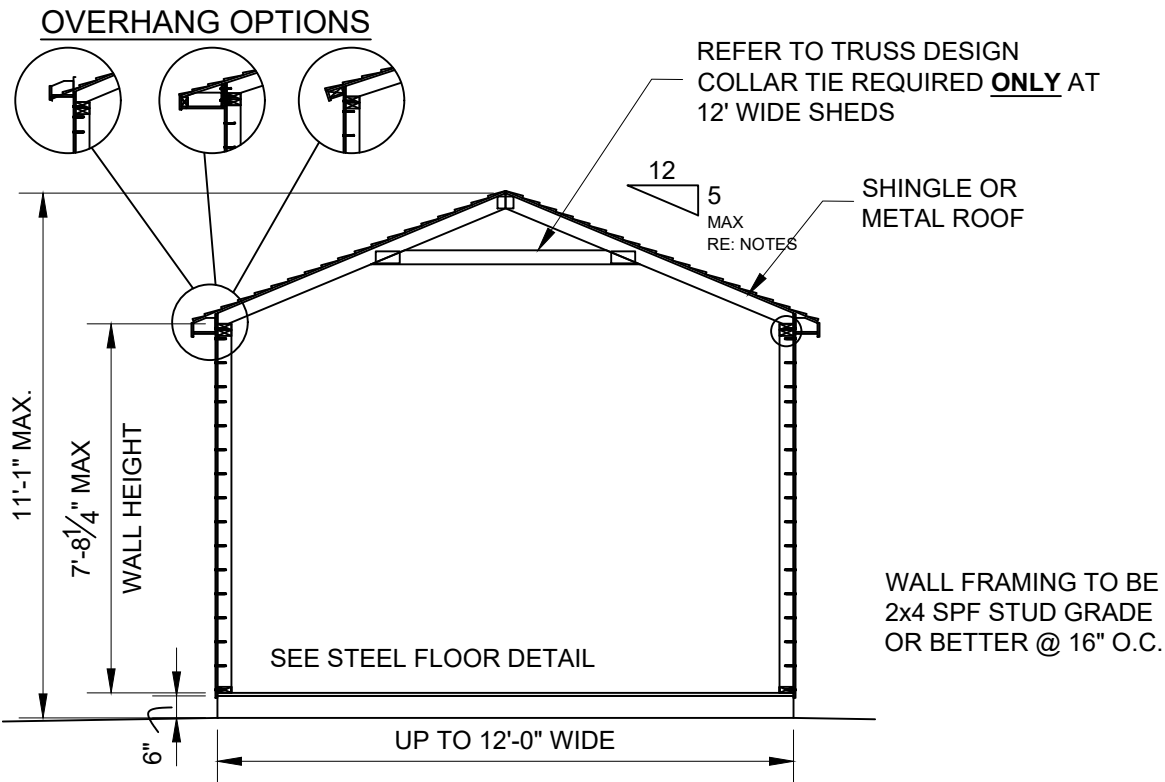 OVERHANG OPTIONS
REFER TO TRUSS DESIGN
COLLAR TIE REQUIRED ONLY AT
12' WIDE SHEDS
12
5
MAX
RE: NOTES
SHINGLE OR
METAL ROOF
11'-1" MAX.
7'-8 1/4" MAX
WALL HEIGHT
WALL FRAMING TO BE
2x4 SPF STUD GRADE
OR BETTER @ 16" O.C.
SEE STEEL FLOOR DETAIL
6"
UP TO 12'-0" WIDE